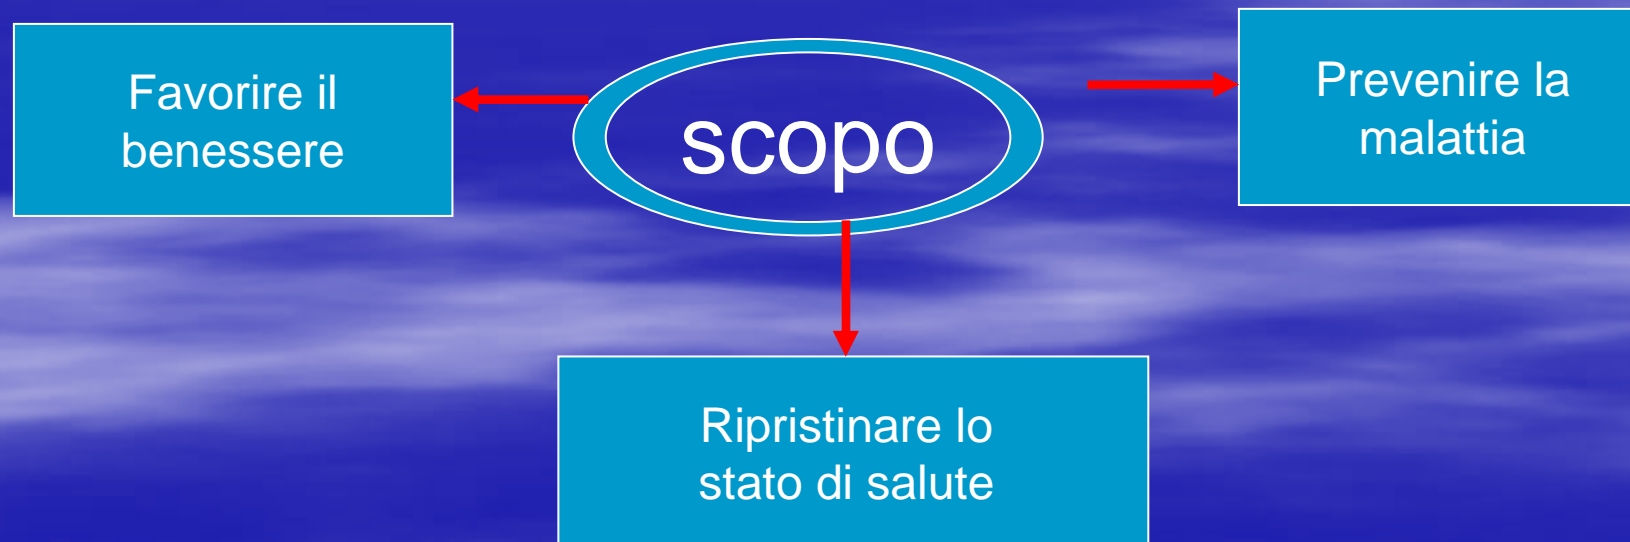 Favorire il
benessere
scopo
Prevenire la
malattia
Ripristinare lo
stato di salute